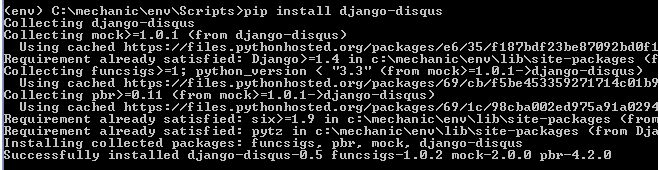 (env) C:\mechanic\env\Scripts>pip install django-disqus
Collecting django-disqus
Collecting mock>=1.0.1 (from django-disqus)
Using cached https://files.pythonhosted.org/packages/e6/35/f187bdf23be87092bd0f1
Requirement already satisfied: Django>=1.4 in c:\mechanic\env\lib\site-packages (f
Collecting funcsigs>=1; python_version < "3.3" (from mock>=1.0.1->django-disqus)
Using cached https://files.pythonhosted.org/packages/69/cb/f5be453359271714c01b9
Collecting pbr>=0.11 (from mock>=1.0.1->django-disqus)
Using cached https://files.pythonhosted.org/packages/69/1c/98cba002ed975a91a0294
Requirement already satisfied: six>=1.9 in c:\mechanic\env\lib\site-packages (from
Requirement already satisfied: pytz in c:\mechanic\env\lib\site-packages (from Dja
Installing collected packages: funcsigs, pbr, mock, django-disqus
Successfully installed django-disqus-0.5 funcsigs-1.0.2 mock-2.0.0 pbr-4.2.0